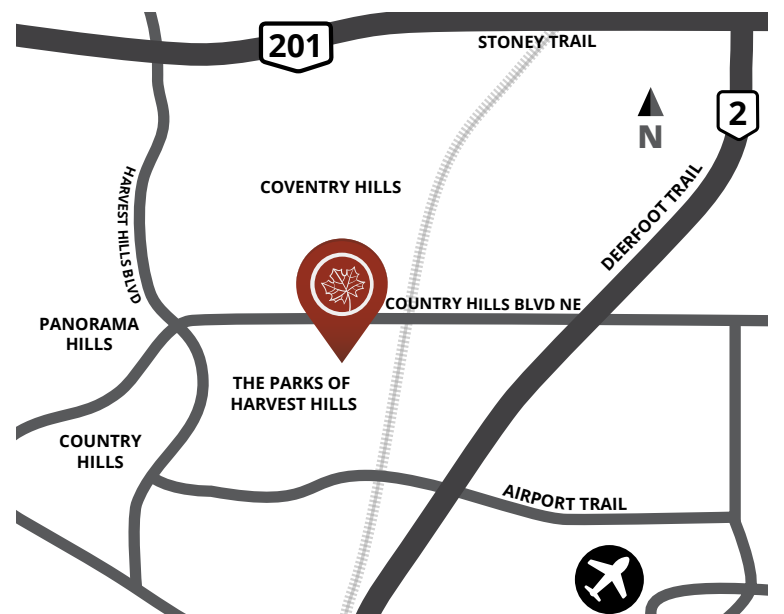 201
STONEY TRAIL
2
N
COVENTRY HILLS
HARVEST HILLS BLVD
DEERFOOT TRAIL
COUNTRY HILLS BLVD NE
PANORAMA
HILLS
THE PARKS OF
HARVEST HILLS
COUNTRY
HILLS
AIRPORT TRAIL